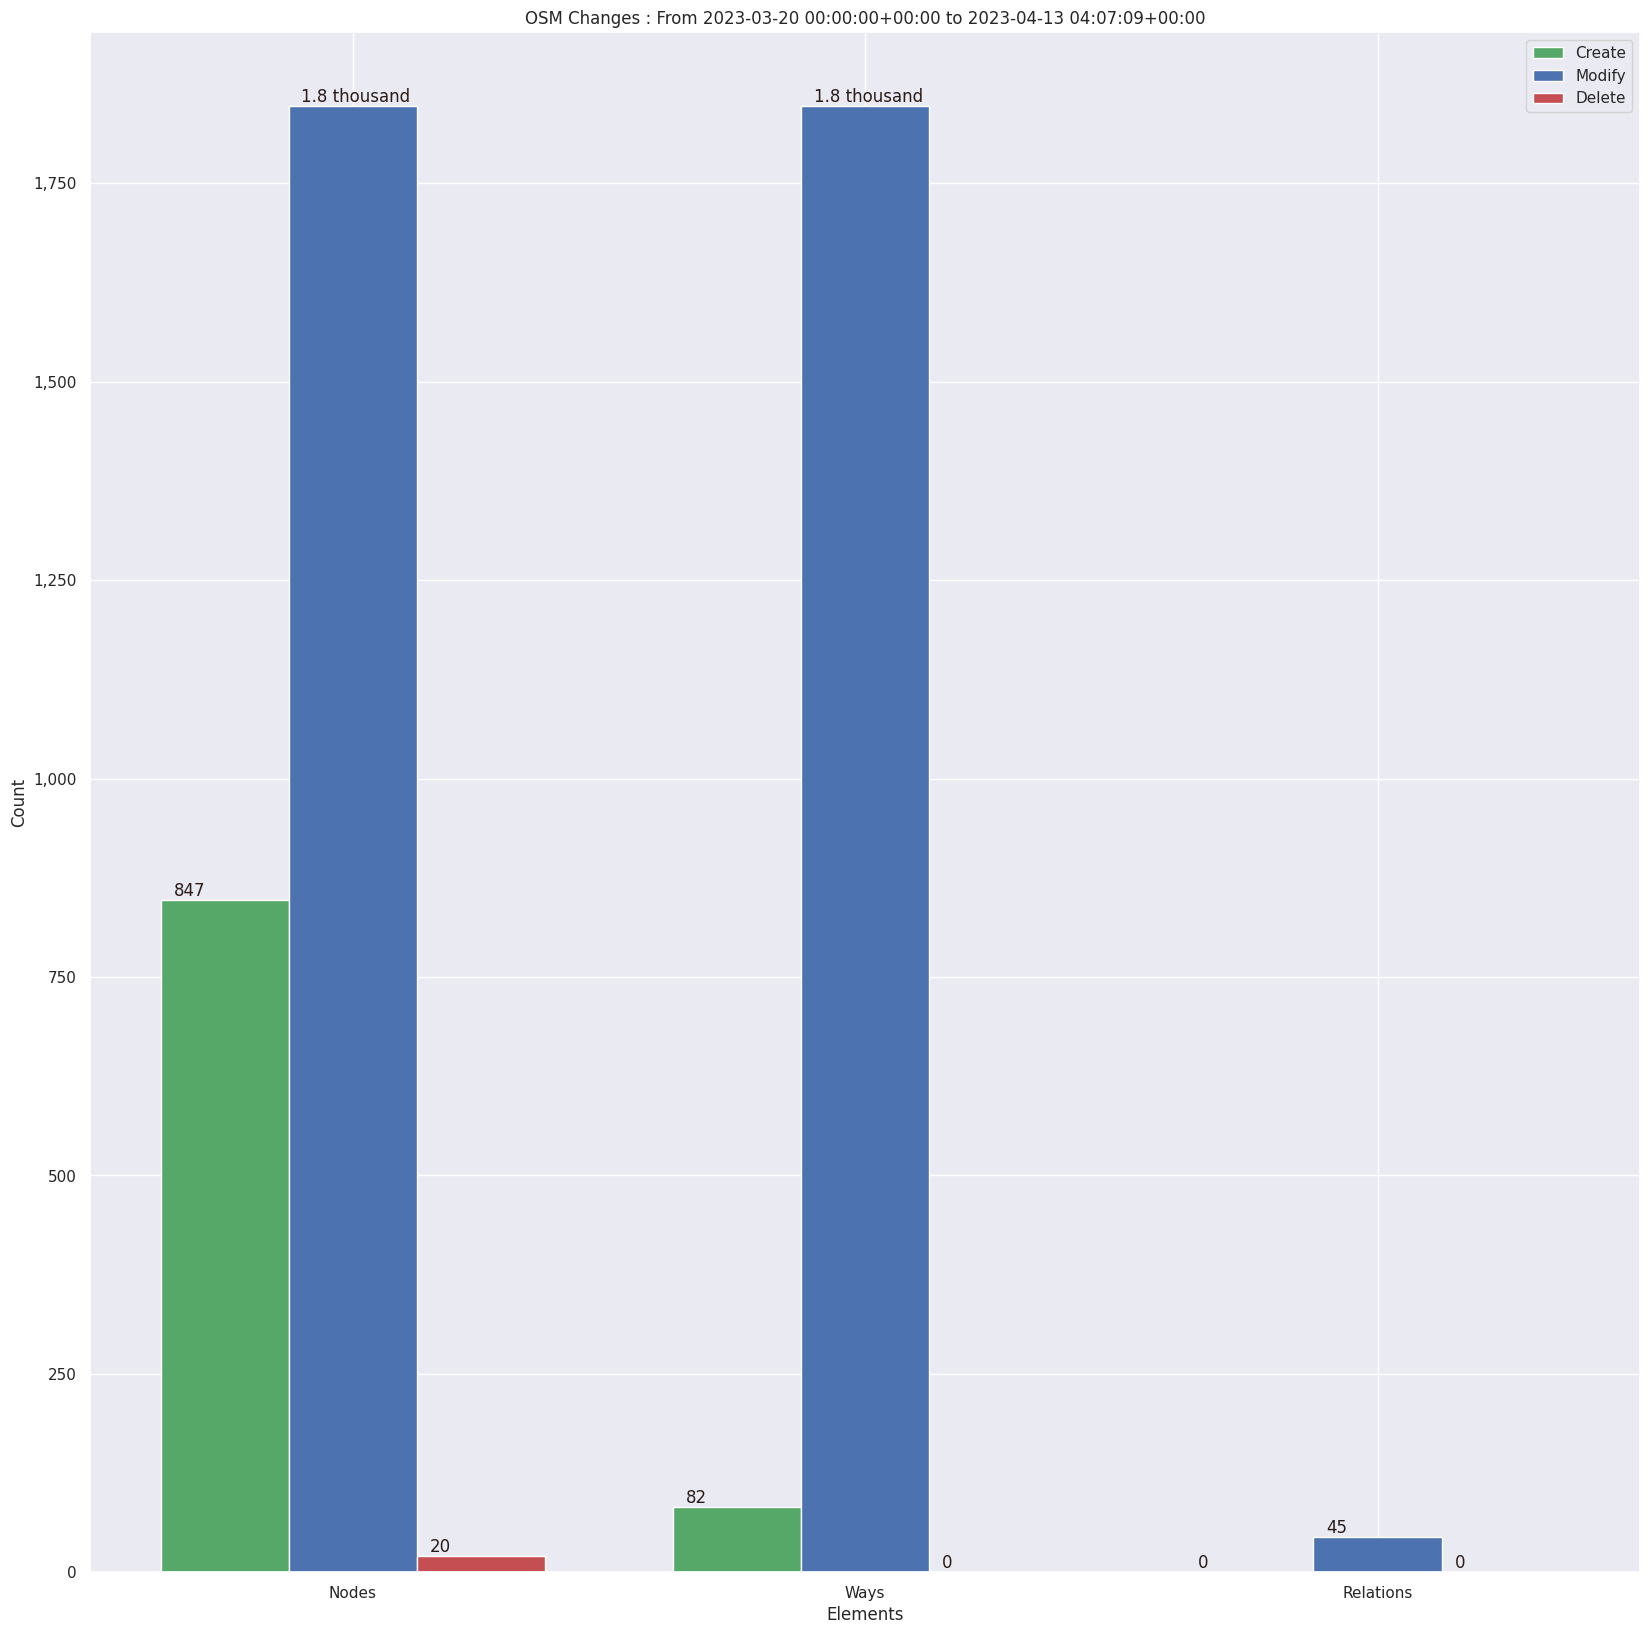 OSM Changes : From 2023-03-20 00:00:00+00:00 to 2023-04-13 04:07:09+00:00
Create
Modify
Delete
1.8 thousand
1.8 thousand
1,750
1,500
1,250
1,000
Count
847
750
500
250
82
45
20
0
0
0
0
Nodes
Ways
Relations
Elements